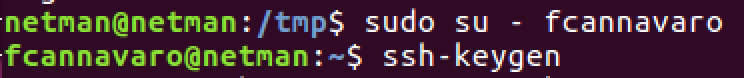 netman@netman:/tmp$ sudo su - fcannavaro
fcannavaro@netman:~$ ssh-keygen